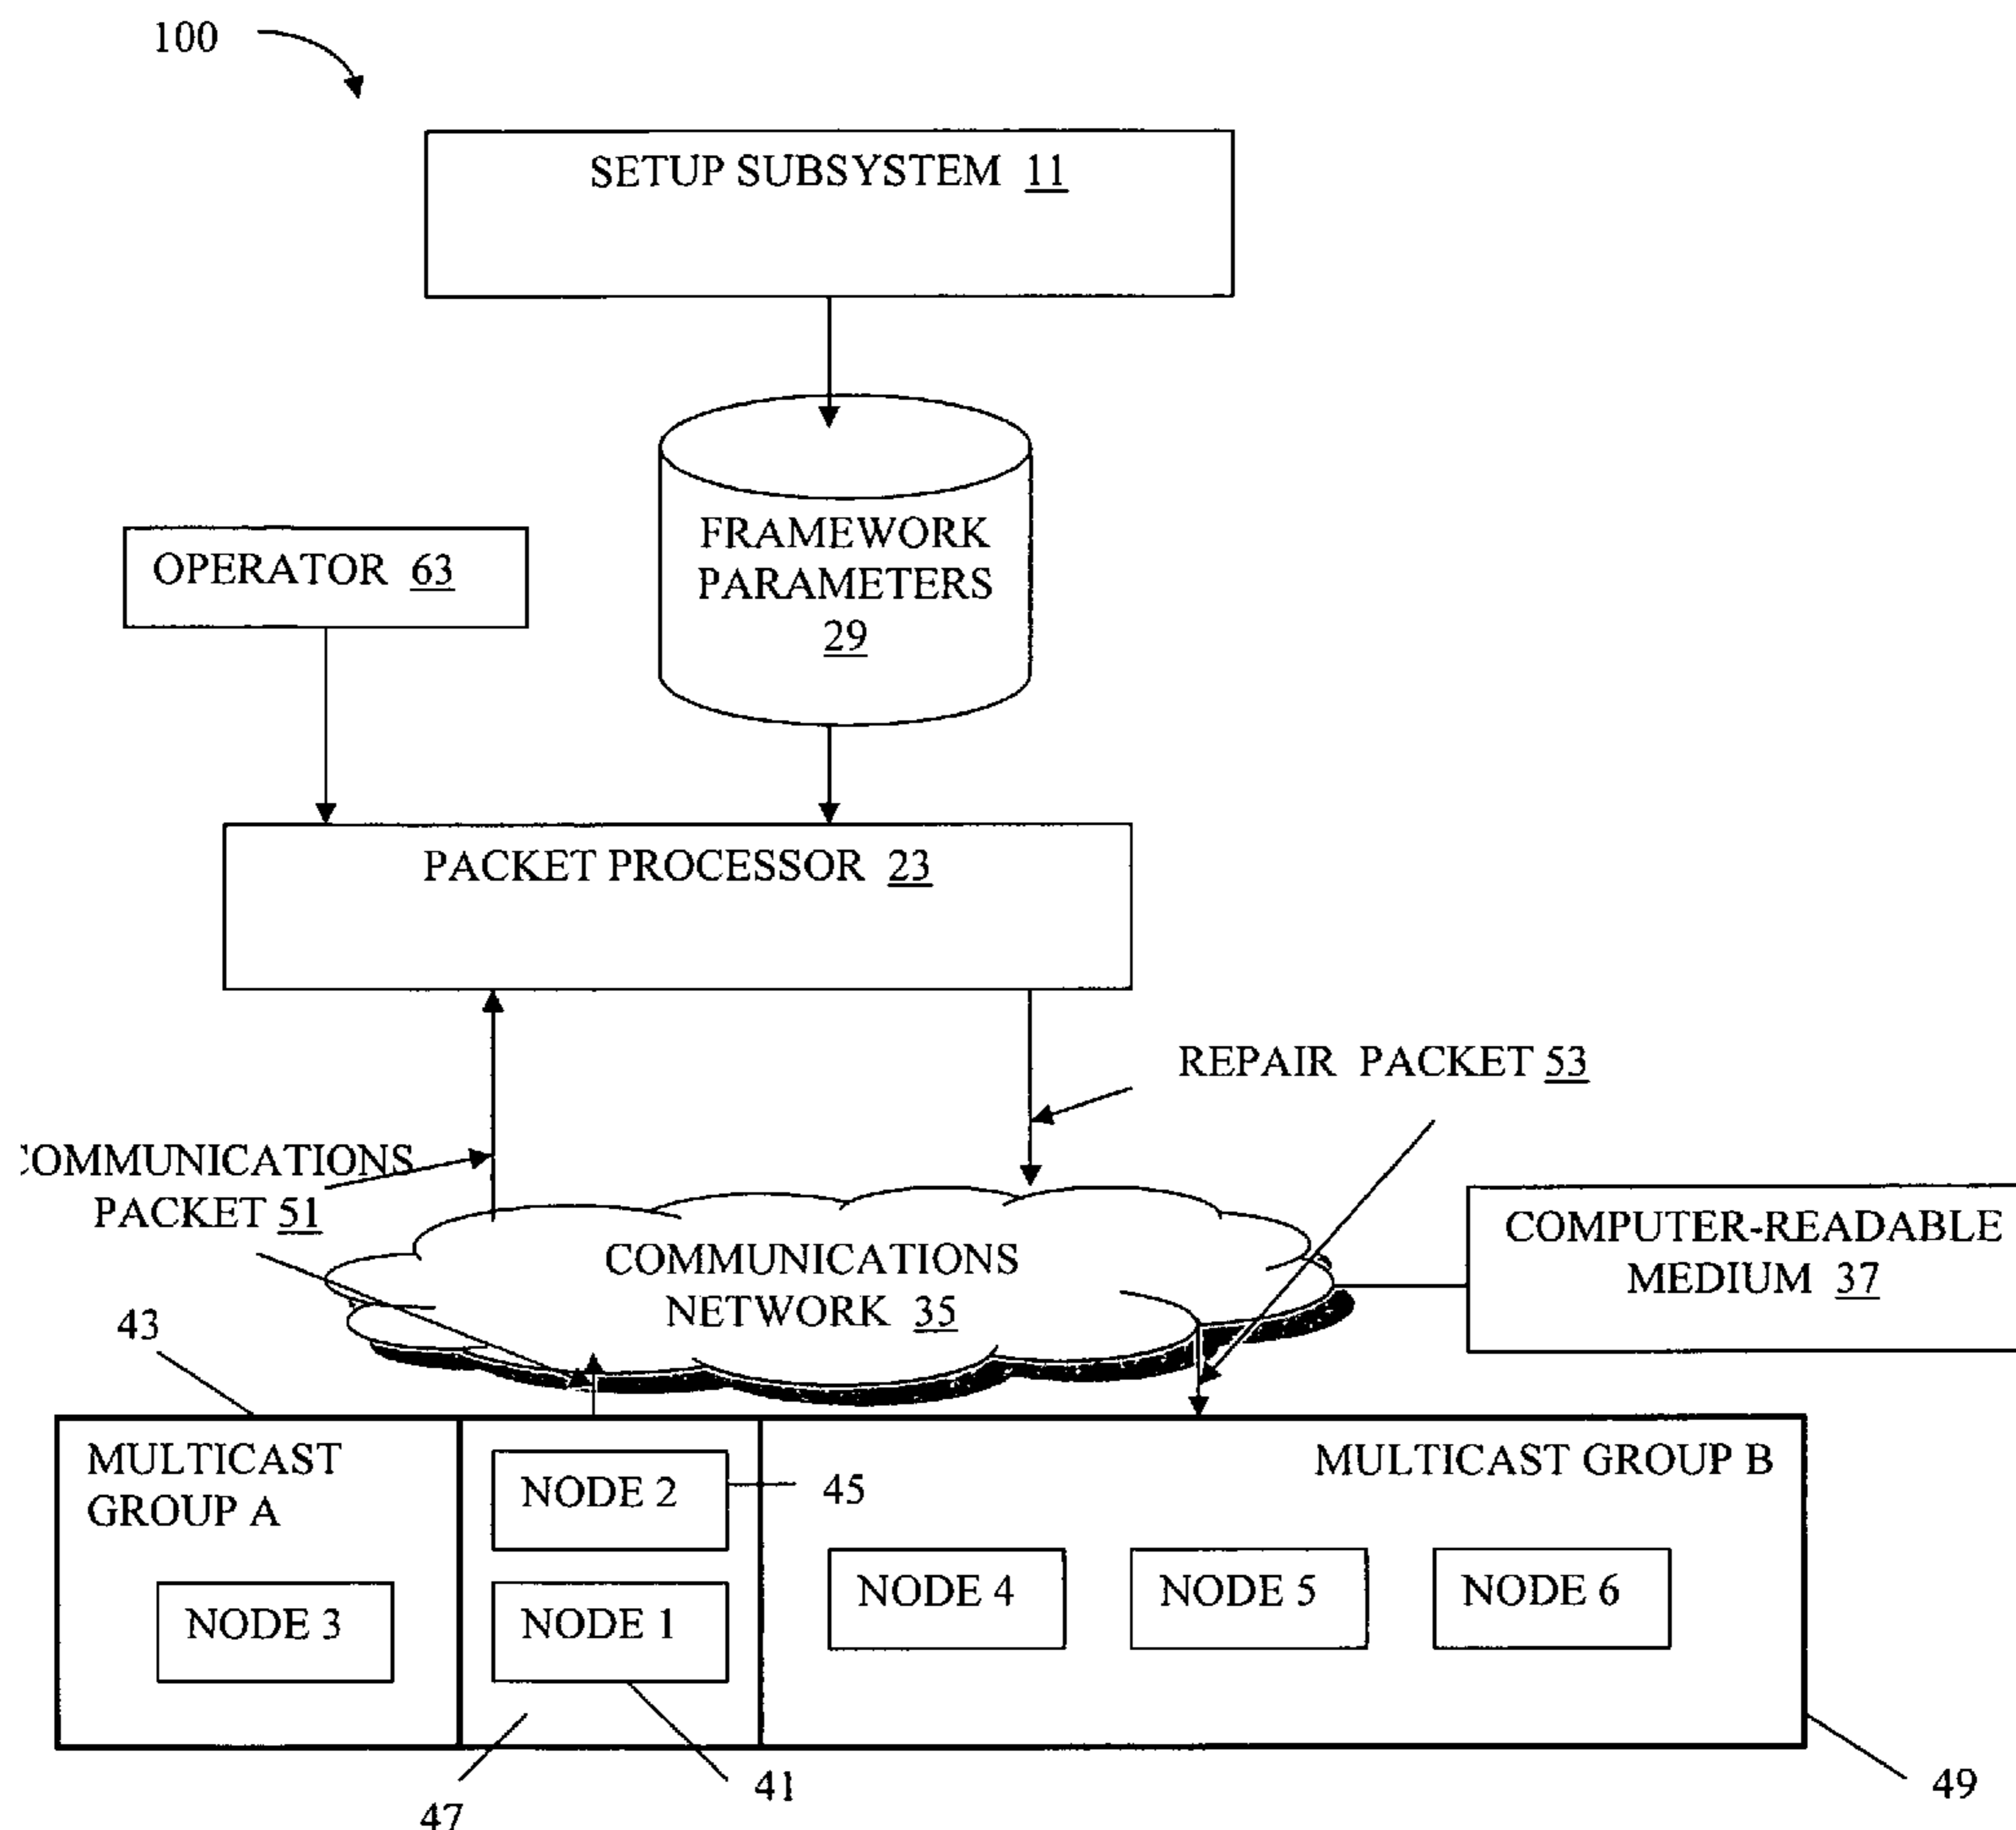 100
SETUP SUBSYSTEM 11
FRAMEWORK
PARAMETERS
29
OPERATOR 63
PACKET PROCESSOR 23
REPAIR PACKET 53
PACKET 51
COMMUNICATIONS
NETWORK 35
COMPUTER-READABLE
MEDIUM 37
43
MULTICAST
GROUP A
NODE 3
NODE 2
45
NODE 1
MULTICAST GROUP B
NODE 4
NODE 5
NODE 6
47
41
49